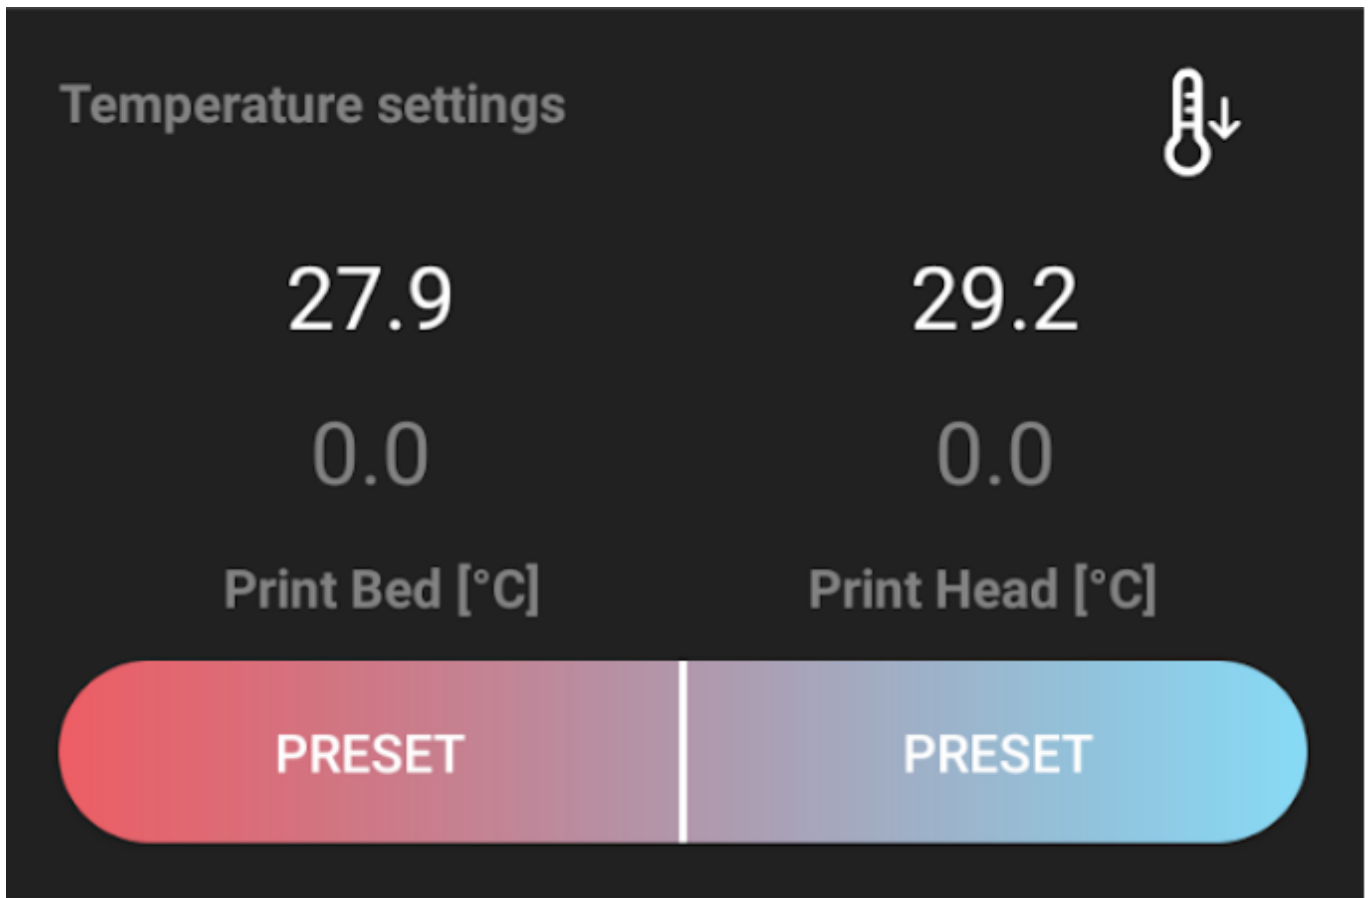 Temperature settings
27.9 29.2
0.0 0.0
Print Bed [°C] Print Head [°C]
PRESET PRESET